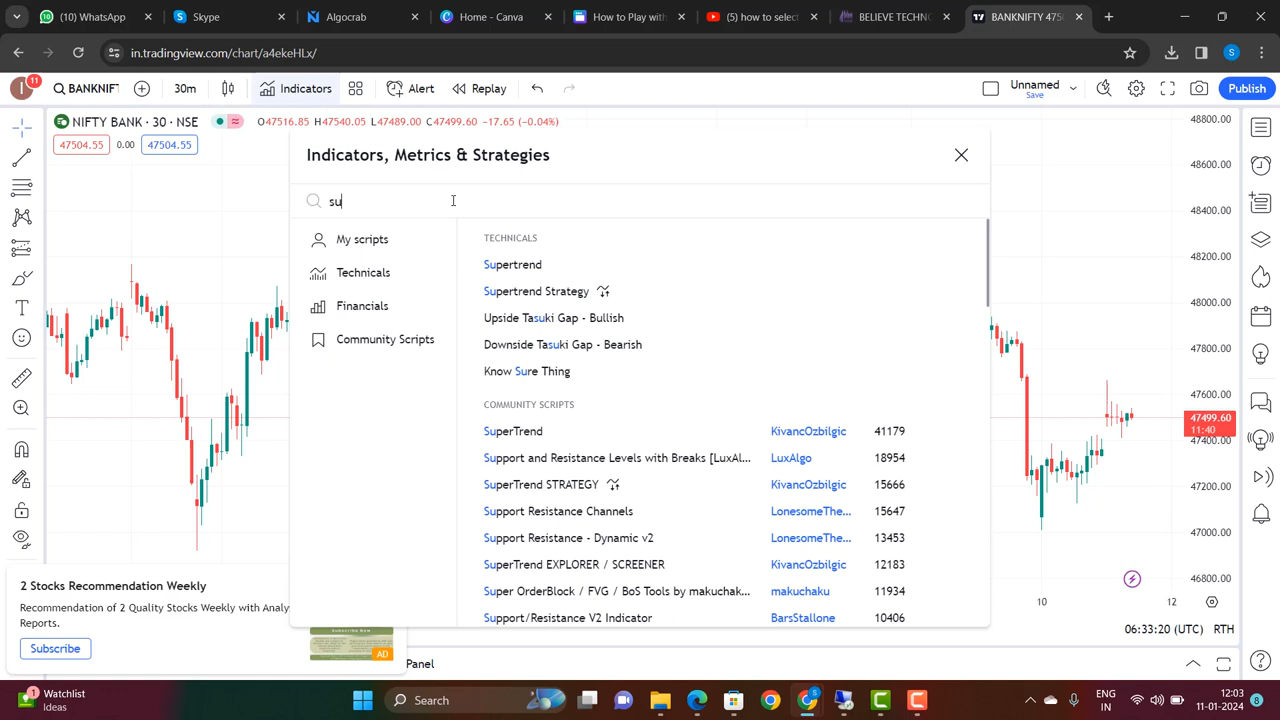 (10) WhatsApp
Skype
Algocrab
Home - Canva
How to Play with
(5) how to select
BELIEVE TECHNO
BANKNIFTY 475
in.tradingview.com/chart/a4ekeHLx/
S
I
11
BANKNIFT
30m
Indicators
Alert
Replay
Unnamed
Save
Publish
NIFTY BANK · 30 · NSE
O47516.85 H47540.05 L47489.00 C47499.60 −17.65 (−0.04%)
47504.55
0.00
47504.55
Indicators, Metrics & Strategies
su
My scripts
Technicals
Financials
Community Scripts
TECHNICALS
Supertrend
Supertrend Strategy
Upside Tasuki Gap - Bullish
Downside Tasuki Gap - Bearish
Know Sure Thing
COMMUNITY SCRIPTS
SuperTrend KivancOzbilgic 41179
Support and Resistance Levels with Breaks [LuxAl... LuxAlgo 18954
SuperTrend STRATEGY KivancOzbilgic 15666
Support Resistance Channels LonesomeThe... 15647
Support Resistance - Dynamic v2 LonesomeThe... 13453
SuperTrend EXPLORER / SCREENER KivancOzbilgic 12183
Super OrderBlock / FVG / BoS Tools by makuchak... makuchaku 11934
Support/Resistance V2 Indicator BarsStallone 10406
48800.00
48600.00
48400.00
48200.00
48000.00
47800.00
47600.00
47499.60
11:40
47400.00
47200.00
47000.00
46800.00
10
12
06:33:20 (UTC)
RTH
2 Stocks Recommendation Weekly
Recommendation of 2 Quality Stocks Weekly with Analy
Reports.
Subscribe
AD
Panel
1
Watchlist
Ideas
Search
S
ENG
IN
12:03
11-01-2024
8